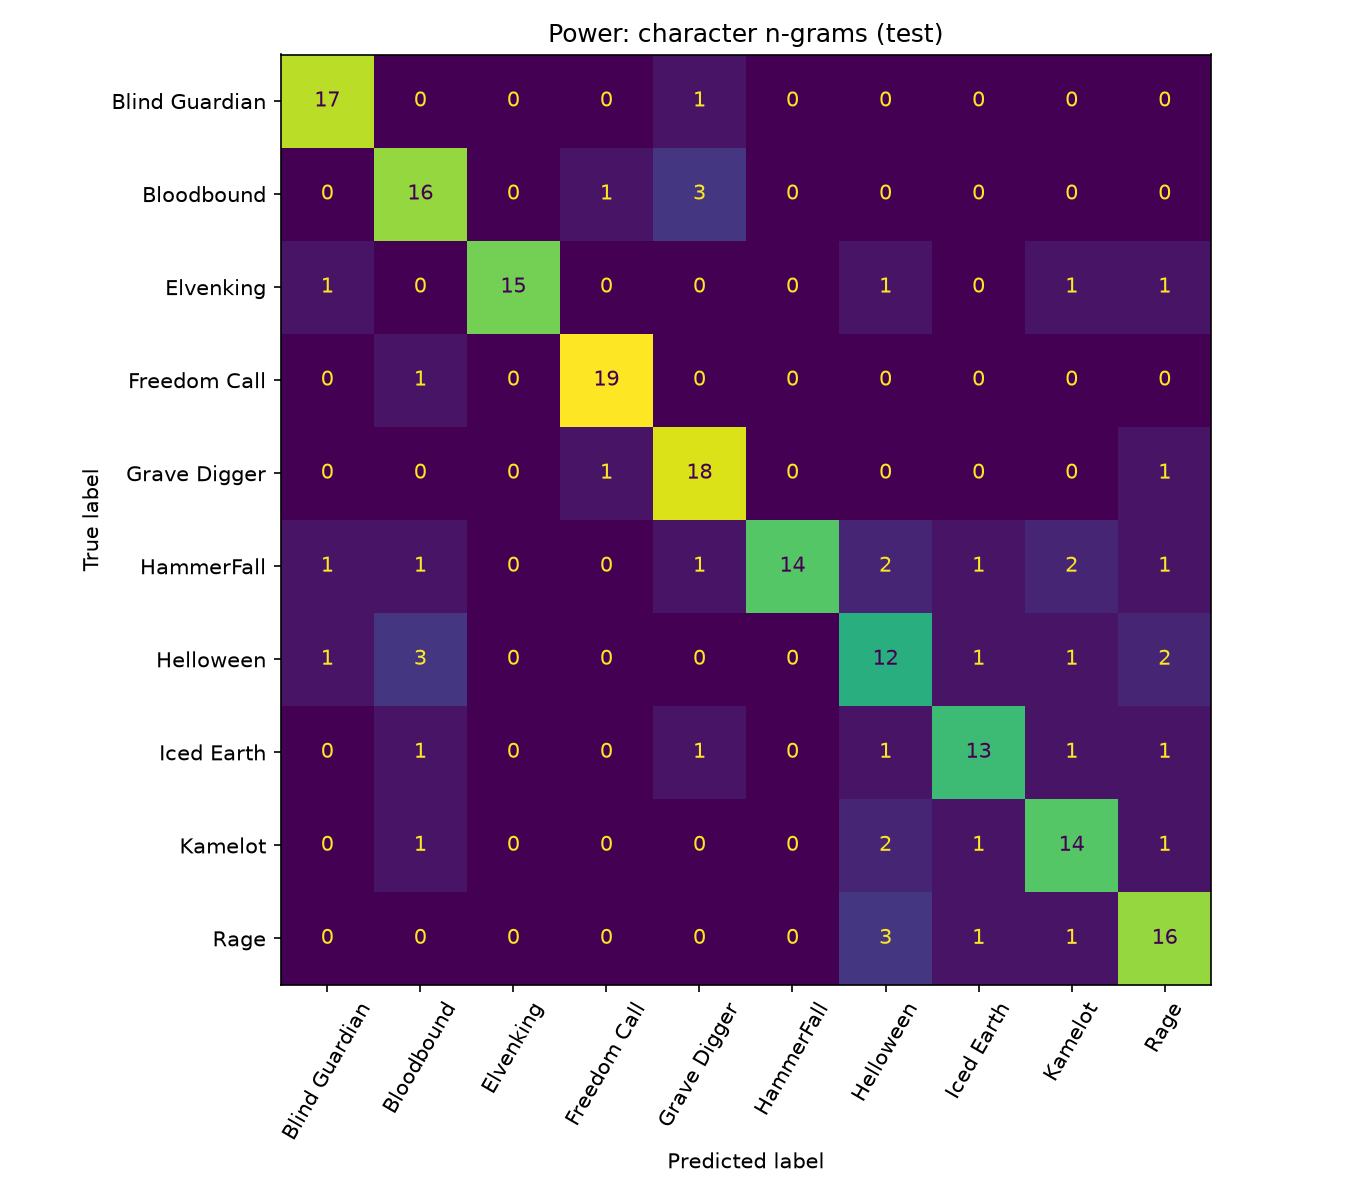 Power: character n-grams (test)
True label
Blind Guardian 17 0 0 0 1 0 0 0 0 0
Bloodbound 0 16 0 1 3 0 0 0 0 0
Elvenking 1 0 15 0 0 0 1 0 1 1
Freedom Call 0 1 0 19 0 0 0 0 0 0
Grave Digger 0 0 0 1 18 0 0 0 0 1
HammerFall 1 1 0 0 1 14 2 1 2 1
Helloween 1 3 0 0 0 0 12 1 1 2
Iced Earth 0 1 0 0 1 0 1 13 1 1
Kamelot 0 1 0 0 0 0 2 1 14 1
Rage 0 0 0 0 0 0 3 1 1 16
Blind Guardian Bloodbound Elvenking Freedom Call Grave Digger HammerFall Helloween Iced Earth Kamelot Rage
Predicted label